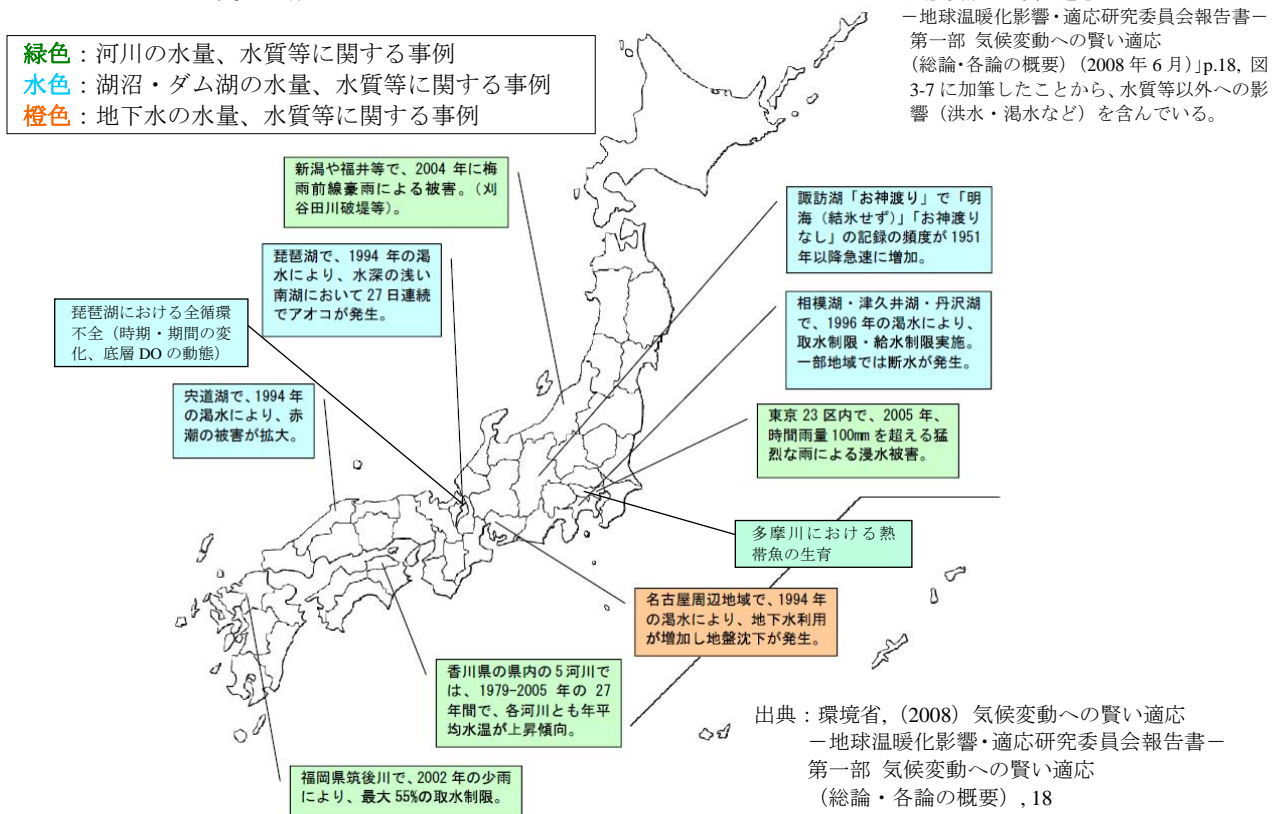 －地球温暖化影響・適応研究委員会報告書－
第一部 気候変動への賢い適応
（総論・各論の概要）（2008 年 6 月）」p.18, 図
3-7 に加筆したことから、水質等以外への影
響（洪水・渇水など）を含んでいる。
緑色：河川の水量、水質等に関する事例
水色：湖沼・ダム湖の水量、水質等に関する事例
橙色：地下水の水量、水質等に関する事例
新潟や福井等で、2004 年に梅
雨前線豪雨による被害。（刈
谷田川破堤等）。
諏訪湖「お神渡り」で「明
海（結氷せず）」「お神渡り
なし」の記録の頻度が 1951
年以降急速に増加。
琵琶湖で、1994 年の渇
水により、水深の浅い
南湖において 27 日連続
でアオコが発生。
琵琶湖における全循環
不全（時期・期間の変
化、底層 DO の動態）
相模湖・津久井湖・丹沢湖
で、1996 年の渇水により、
取水制限・給水制限実施。
一部地域では断水が発生。
宍道湖で、1994 年
の渇水により、赤
潮の被害が拡大。
東京 23 区内で、2005 年、
時間雨量 100mm を超える猛
烈な雨による浸水被害。
多摩川における熱
帯魚の生育
名古屋周辺地域で、1994 年
の渇水により、地下水利用
が増加し地盤沈下が発生。
香川県の県内の 5 河川で
は、1979-2005 年の 27
年間で、各河川とも年平
均水温が上昇傾向。
福岡県筑後川で、2002 年の少雨
により、最大 55%の取水制限。
出典：環境省, （2008）気候変動への賢い適応
－地球温暖化影響・適応研究委員会報告書－
第一部 気候変動への賢い適応
（総論・各論の概要）, 18